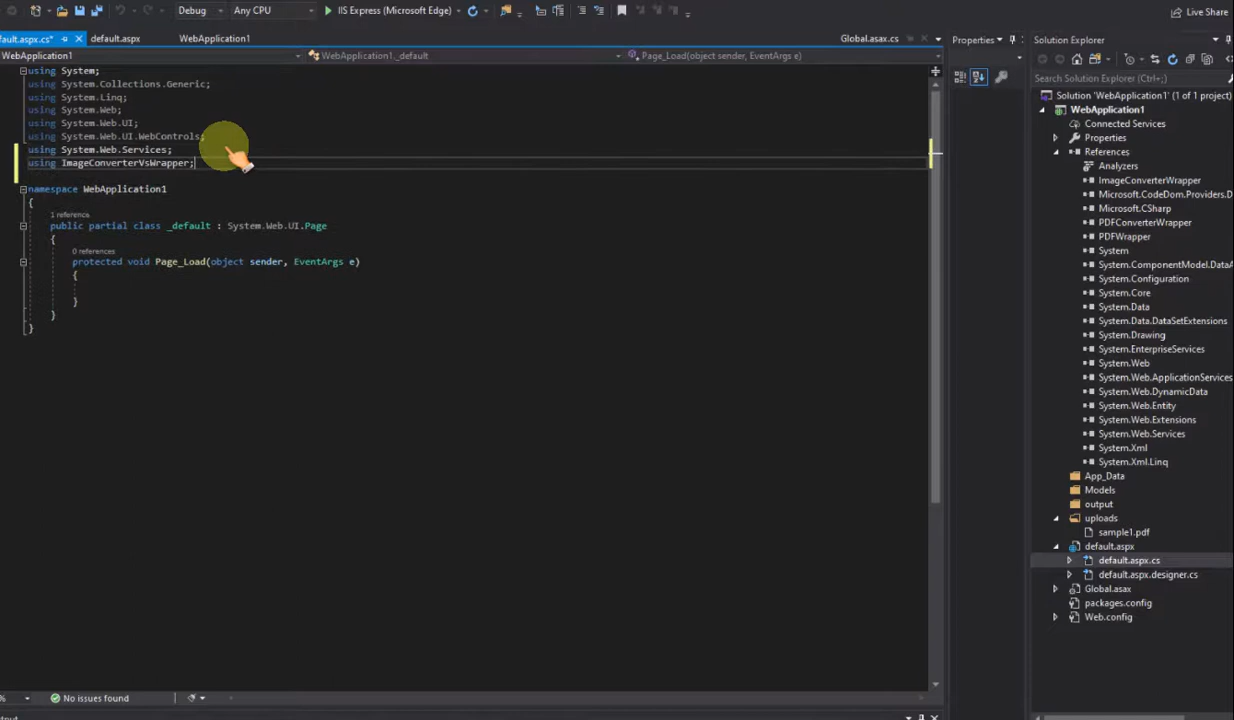 Debug
Any CPU
IIS Express (Microsoft Edge)
Live Share
fault.aspx.cs*
default.aspx
WebApplication1
Global.asax.cs
Properties
Solution Explorer
WebApplication1
WebApplication1._default
Page_Load(object sender, EventArgs e)
Search Solution Explorer (Ctrl+;)
using System;
using System.Collections.Generic;
using System.Linq;
using System.Web;
using System.Web.UI;
using System.Web.UI.WebControls;
using System.Web.Services;
using ImageConverterVsWrapper;
namespace WebApplication1
{
1 reference
public partial class _default : System.Web.UI.Page
{
0 references
protected void Page_Load(object sender, EventArgs e)
{
}
}
}
Solution 'WebApplication1' (1 of 1 project)
WebApplication1
Connected Services
Properties
References
Analyzers
ImageConverterWrapper
Microsoft.CodeDom.Providers.D
Microsoft.CSharp
PDFConverterWrapper
PDFWrapper
System
System.ComponentModel.DataA
System.Configuration
System.Core
System.Data
System.Data.DataSetExtensions
System.Drawing
System.EnterpriseServices
System.Web
System.Web.ApplicationServices
System.Web.DynamicData
System.Web.Entity
System.Web.Extensions
System.Web.Services
System.Xml
System.Xml.Linq
App_Data
Models
output
uploads
sample1.pdf
default.aspx
default.aspx.cs
default.aspx.designer.cs
Global.asax
packages.config
Web.config
%
No issues found